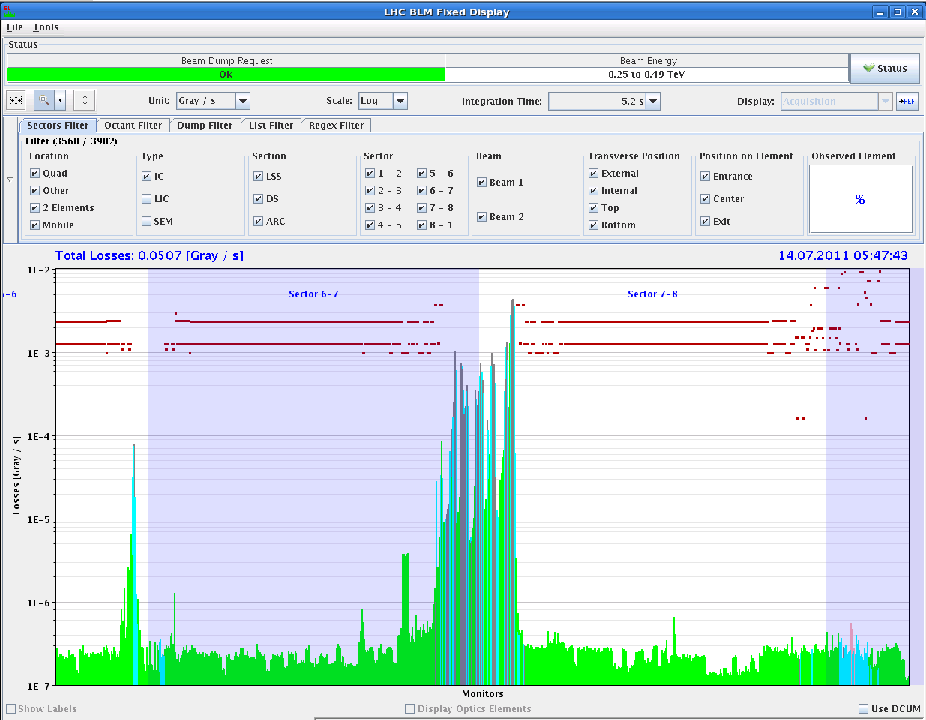 LHC BLM Fixed Display
File Tools
Status
Beam Dump Request
Ok
Beam Energy
0.25 to 0.49 TeV
Status
Unit: Gray / s
Scale: Log
Integration Time: 5.2 s
Display: Acquisition
REF
Sectors Filter Octant Filter Dump Filter List Filter Regex Filter
Filter (3560 / 3902)
Location Type Section Sector Beam Transverse Position Position on Element Observed Element
Quad
Other
2 Elements
Mobile
IC
LIC
SEM
LSS
DS
ARC
1 - 2 5 - 6
2 - 3 6 - 7
3 - 4 7 - 8
4 - 5 8 - 1
Beam 1
Beam 2
External
Internal
Top
Bottom
Entrance
Center
Exit
%
Total Losses: 0.0507 [Gray / s] 14.07.2011 05:47:43
Losses [Gray / s]
1E-2
1E-3
1E-4
1E-5
1E-6
1E-7
-6 Sector 6-7 Sector 7-8
Monitors
Show Labels Display Optics Elements Use DCUM